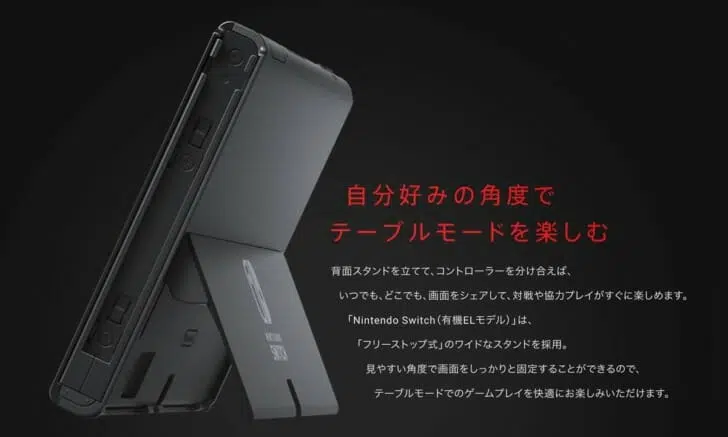 自分好みの角度で
テーブルモードを楽しむ
背面スタンドを立てて、コントローラーを分け合えば、
いつでも、どこでも、画面をシェアして、対戦や協力プレイがすぐに楽しめます。
「Nintendo Switch（有機ELモデル）」は、
「フリーストップ式」のワイドなスタンドを採用。
見やすい角度で画面をしっかりと固定することができるので、
テーブルモードでのゲームプレイを快適にお楽しみいただけます。
NINTENDO
SWITCH